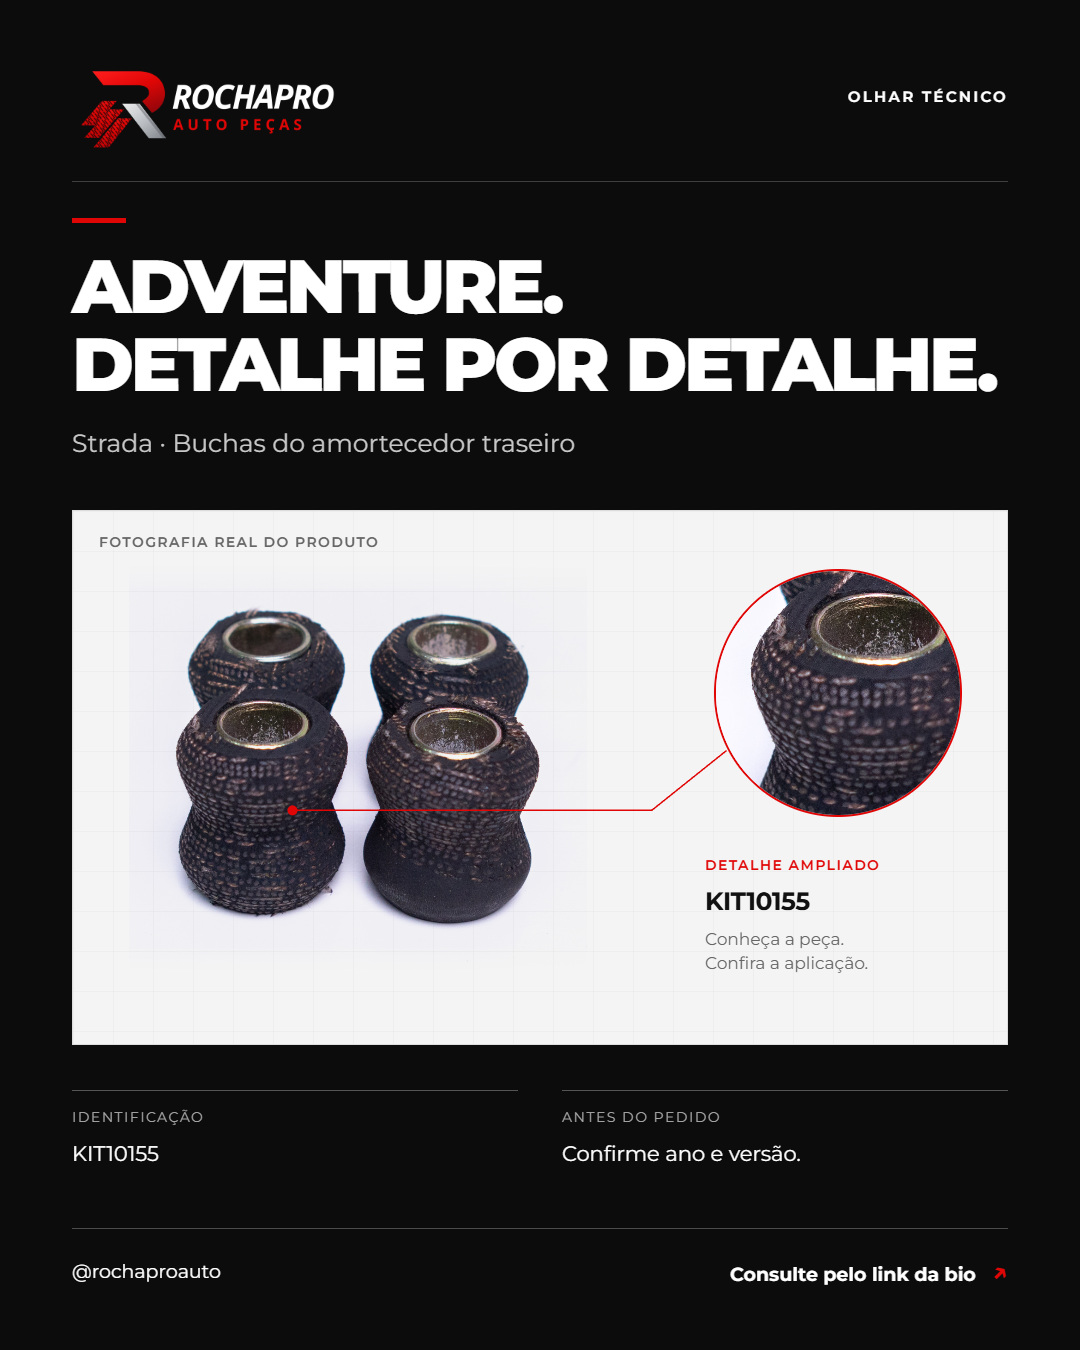 ROCHAPRO
AUTO PEÇAS
OLHAR TÉCNICO
ADVENTURE.
DETALHE POR DETALHE.
Strada · Buchas do amortecedor traseiro
FOTOGRAFIA REAL DO PRODUTO
DETALHE AMPLIADO
KIT10155
Conheça a peça.
Confira a aplicação.
IDENTIFICAÇÃO
KIT10155
ANTES DO PEDIDO
Confirme ano e versão.
@rochaproauto
Consulte pelo link da bio